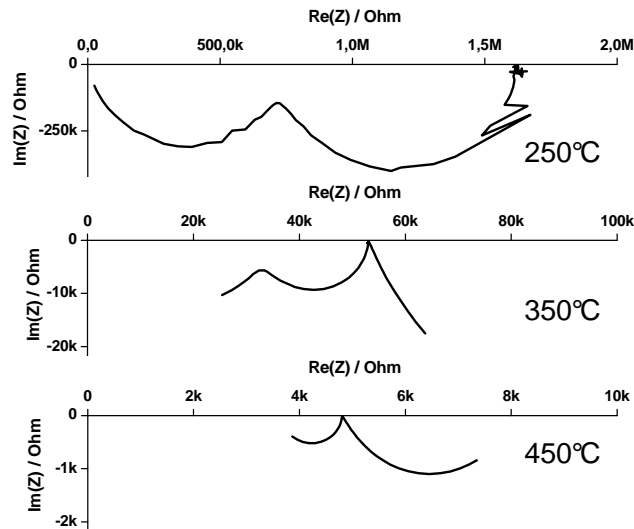 Re(Z) / Ohm
0,0 500,0k 1,0M 1,5M 2,0M
0
-250k
Im(Z) / Ohm
250°C
Re(Z) / Ohm
0 20k 40k 60k 80k 100k
0
-10k
-20k
Im(Z) / Ohm
350°C
Re(Z) / Ohm
0 2k 4k 6k 8k 10k
0
-1k
-2k
Im(Z) / Ohm
450°C